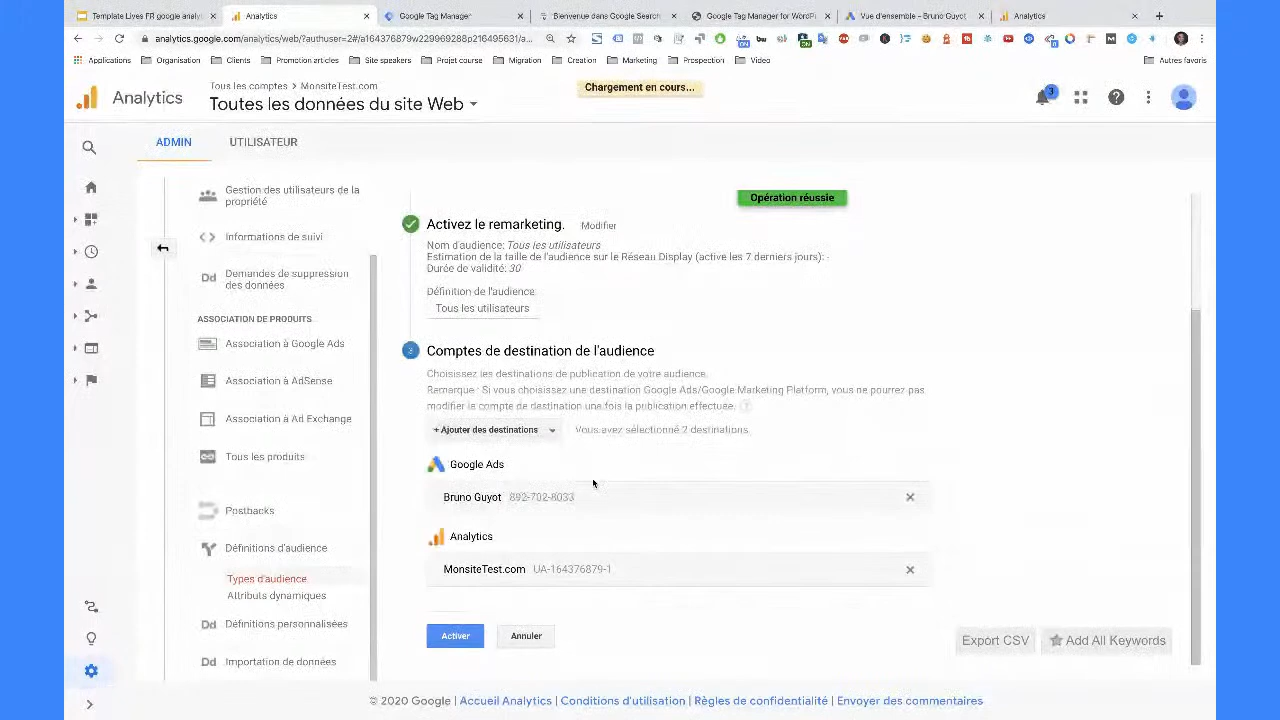 Template Lives FR google analy
Analytics
Google Tag Manager
Bienvenue dans Google Search
Google Tag Manager for WordPr
Vue d'ensemble – Bruno Guyot
Analytics
analytics.google.com/analytics/web/?authuser=2#/a164376879w229969288p21649583/a...
Applications
Organisation
Clients
Promotion articles
Site speakers
Projet course
Migration
Creation
Marketing
Prospection
Video
Autres favoris
Analytics
Tous les comptes > MonsiteTest.com
Toutes les données du site Web
Chargement en cours...
3
ADMIN
UTILISATEUR
Gestion des utilisateurs de la
propriété
Informations de suivi
Dd
Demandes de suppression
des données
ASSOCIATION DE PRODUITS
Association à Google Ads
Association à AdSense
Association à Ad Exchange
Tous les produits
Postbacks
Définitions d'audience
Types d'audience
Attributs dynamiques
Dd
Définitions personnalisées
Dd
Importation de données
Opération réussie
Activez le remarketing.
Modifier
Nom d'audience: Tous les utilisateurs
Estimation de la taille de l'audience sur le Réseau Display (active les 7 derniers jours): -
Durée de validité: 30
Définition de l'audience:
Tous les utilisateurs
3
Comptes de destination de l'audience
Choisissez les destinations de publication de votre audience.
Remarque : Si vous choisissez une destination Google Ads/Google Marketing Platform, vous ne pourrez pas
modifier le compte de destination une fois la publication effectuée. ?
+ Ajouter des destinations
Vous avez sélectionné 2 destinations
Google Ads
Bruno Guyot 892-702-8033
Analytics
MonsiteTest.com UA-164376879-1
Activer
Annuler
Export CSV
Add All Keywords
© 2020 Google | Accueil Analytics | Conditions d'utilisation | Règles de confidentialité | Envoyer des commentaires